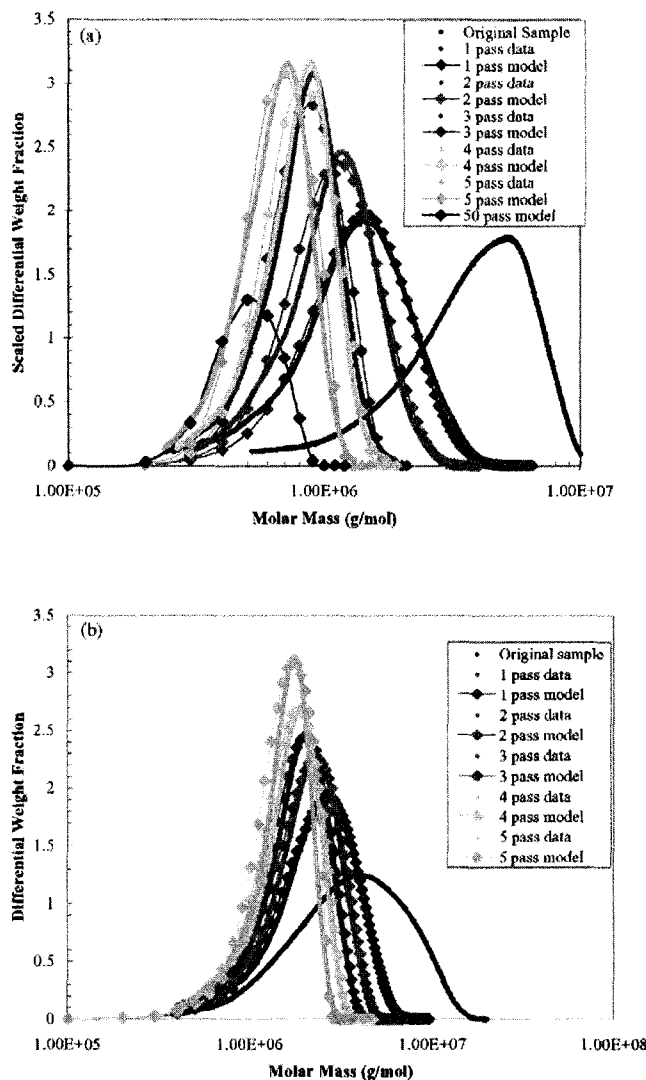 (a)
Scaled Differential Weight Fraction
3.5
3
2.5
2
1.5
1
0.5
0
1.00E+05
1.00E+06
1.00E+07
Molar Mass (g/mol)
Original Sample
1 pass data
1 pass model
2 pass data
2 pass model
3 pass data
3 pass model
4 pass data
4 pass model
5 pass data
5 pass model
50 pass model
(b)
Differential Weight Fraction
3.5
3
2.5
2
1.5
1
0.5
0
1.00E+05
1.00E+06
1.00E+07
1.00E+08
Molar Mass (g/mol)
Original sample
1 pass data
1 pass model
2 pass data
2 pass model
3 pass data
3 pass model
4 pass data
4 pass model
5 pass data
5 pass model